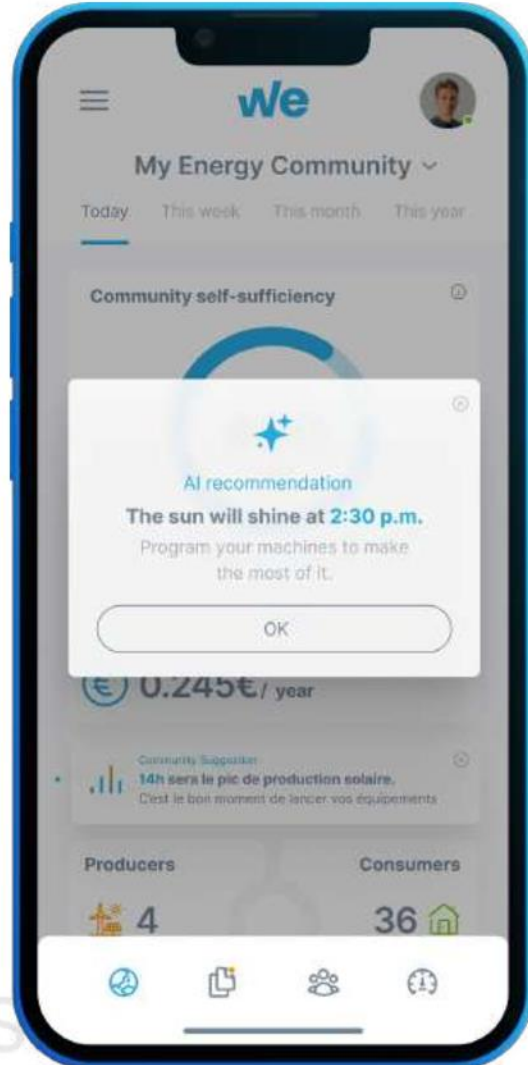 We
My Energy Community
Today This week This month This year
Community self-sufficiency
AI recommendation
The sun will shine at 2:30 p.m.
Program your machines to make
the most of it.
OK
€ 0.245€/ year
14h sera le pic de production solaire.
C'est le bon moment de lancer vos équipements
Producers Consumers
4 36
S